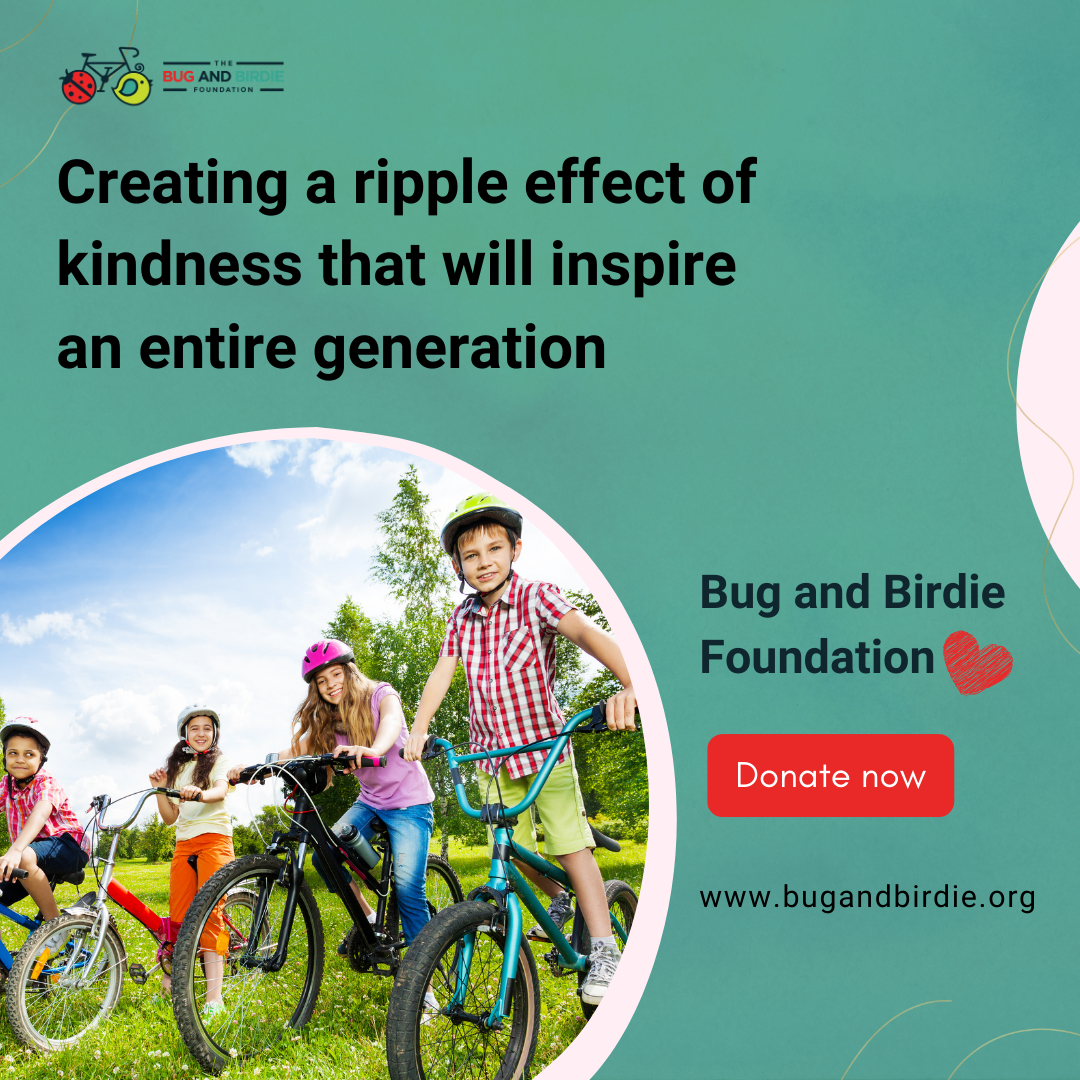 THE
BUG AND BIRDIE
FOUNDATION
Creating a ripple effect of
kindness that will inspire
an entire generation
Bug and Birdie
Foundation
Donate now
www.bugandbirdie.org